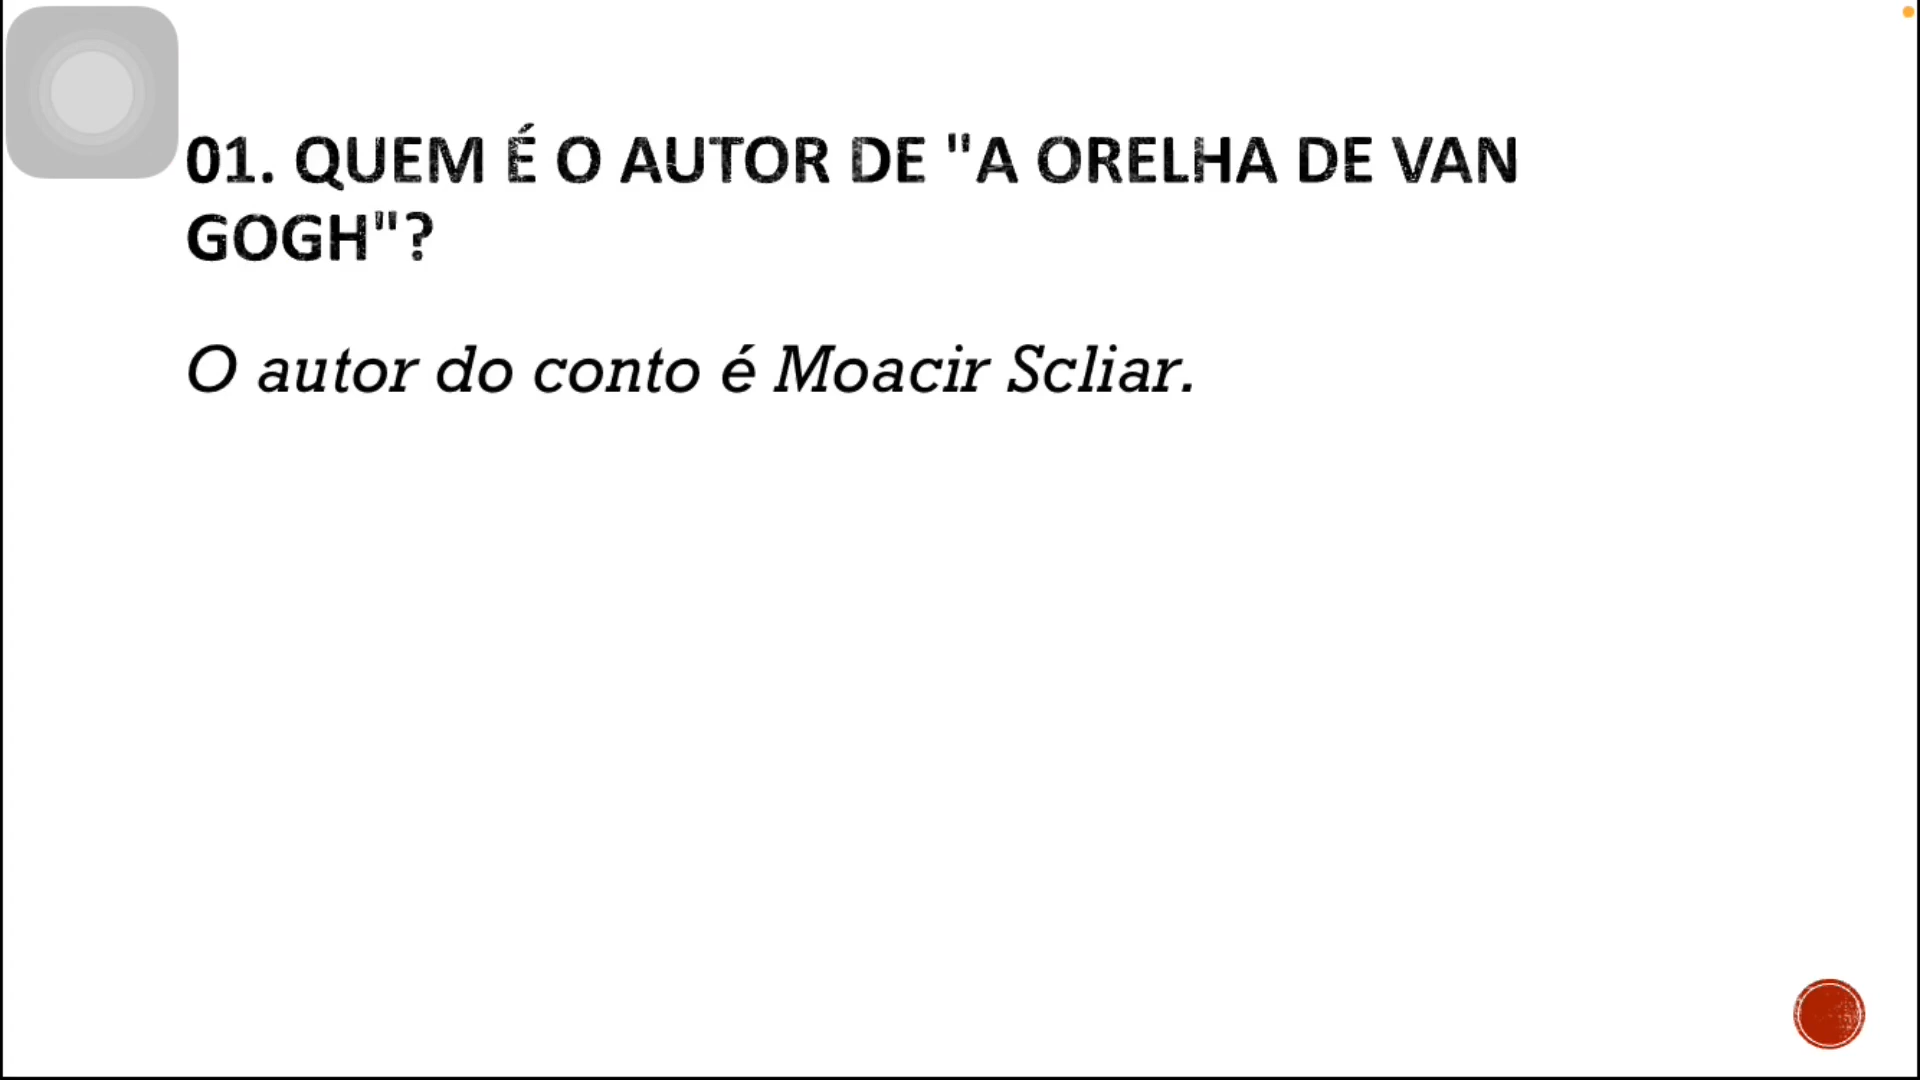 01. QUEM É O AUTOR DE "A ORELHA DE VAN
GOGH"?
O autor do conto é Moacir Scliar.